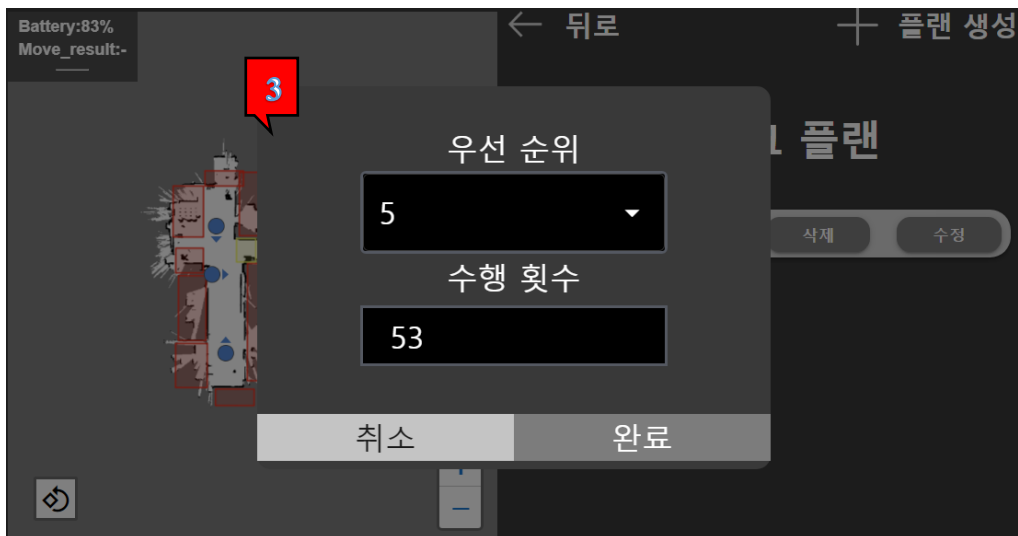 Battery:83%
Move_result:-
← 뒤로
+ 플랜 생성
3
우선 순위
플랜
5
삭제
수정
수행 횟수
53
취소
완료
+
−